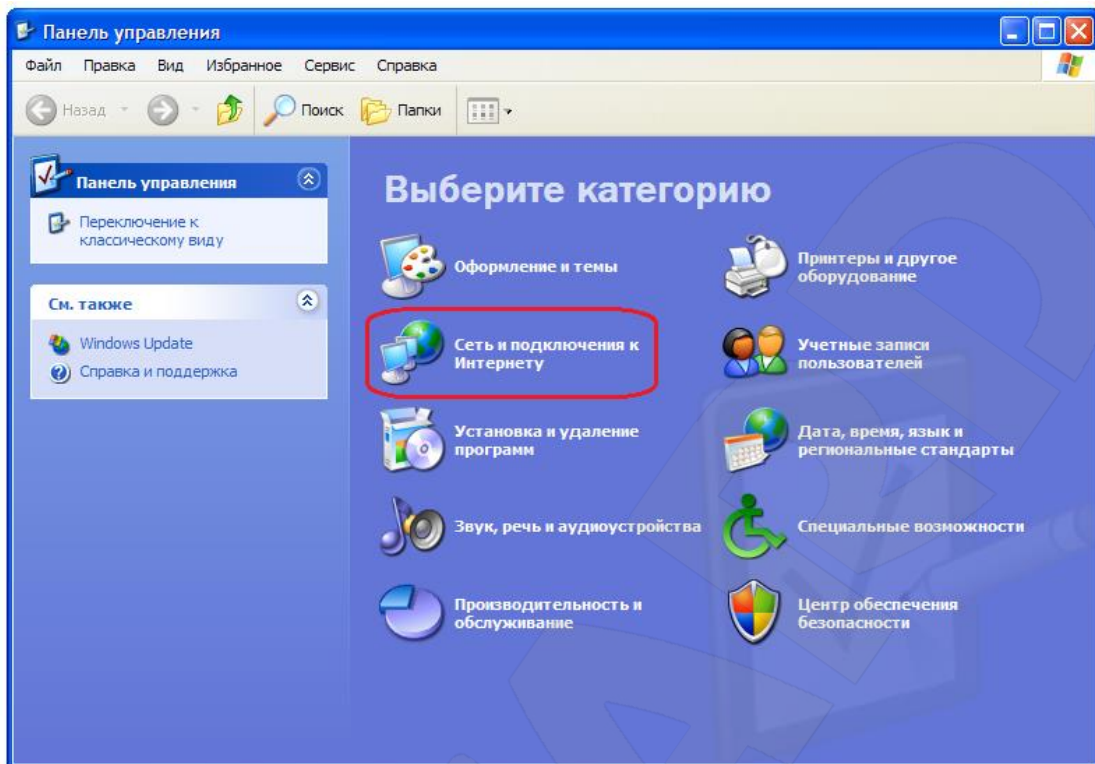 Панель управления
Файл Правка Вид Избранное Сервис Справка
Назад Поиск Папки
Панель управления
Переключение к
классическому виду
См. также
Windows Update
Справка и поддержка
Выберите категорию
Оформление и темы
Принтеры и другое
оборудование
Сеть и подключения к
Интернету
Учетные записи
пользователей
Установка и удаление
программ
Дата, время, язык и
региональные стандарты
Звук, речь и аудиоустройства
Специальные возможности
Производительность и
обслуживание
Центр обеспечения
безопасности